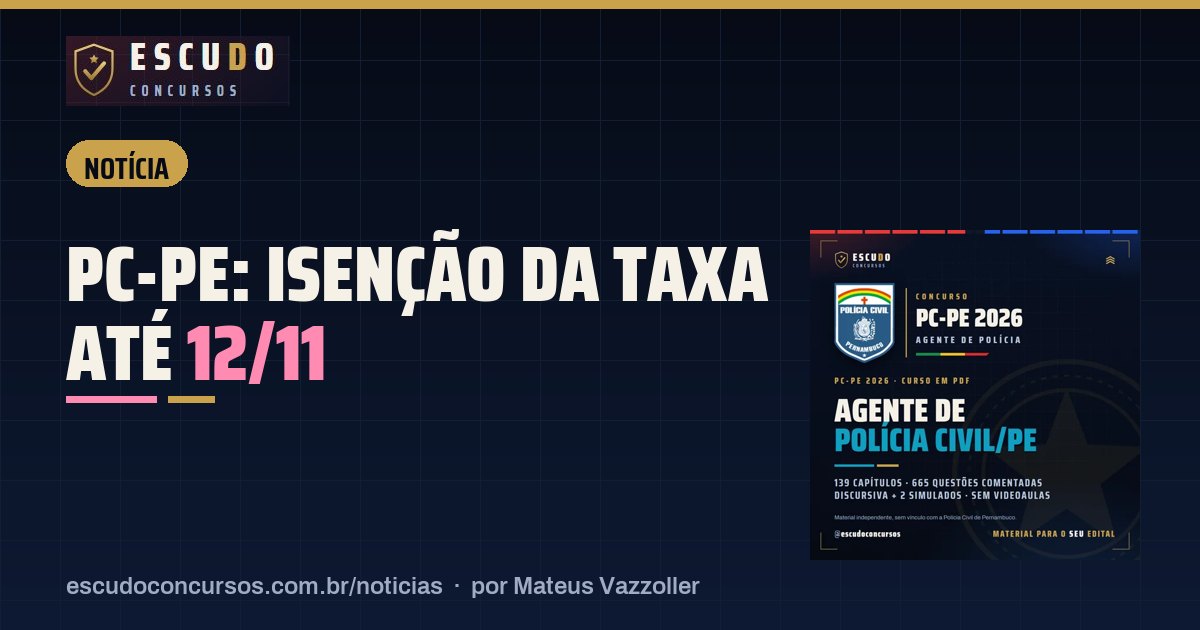 ESCUDO
CONCURSOS
NOTÍCIA
PC-PE: ISENÇÃO DA TAXA
ATÉ 12/11
ESCUDO
CONCURSOS
POLÍCIA CIVIL
PERNAMBUCO
CONCURSO
PC-PE 2026
AGENTE DE POLÍCIA
PC-PE 2026 · CURSO EM PDF
AGENTE DE
POLÍCIA CIVIL/PE
139 CAPÍTULOS · 665 QUESTÕES COMENTADAS
DISCURSIVA + 2 SIMULADOS · SEM VIDEOAULAS
Material independente, sem vínculo com a Polícia Civil de Pernambuco.
@escudoconcursos
MATERIAL PARA O SEU EDITAL
escudoconcursos.com.br/noticias · por Mateus Vazzoller